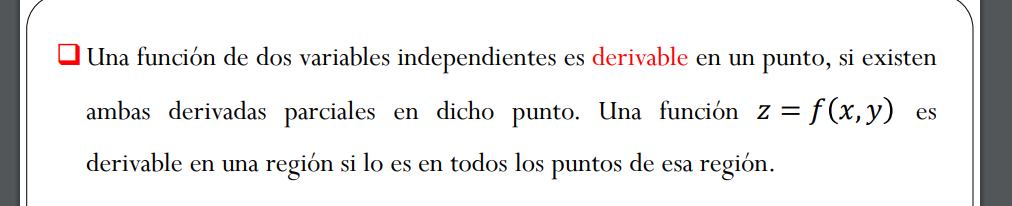 Una función de dos variables independientes es derivable en un punto, si existen
ambas derivadas parciales en dicho punto. Una función z = f(x, y) es
derivable en una región si lo es en todos los puntos de esa región.